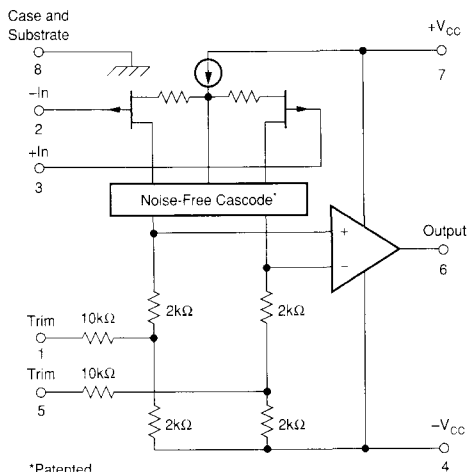 Case and
Substrate
8
–In
2
+In
3
+VCC
7
Noise-Free Cascode*
+
–
Output
6
2kΩ
2kΩ
Trim
10kΩ
1
Trim
10kΩ
5
2kΩ
2kΩ
–VCC
4
*Patented